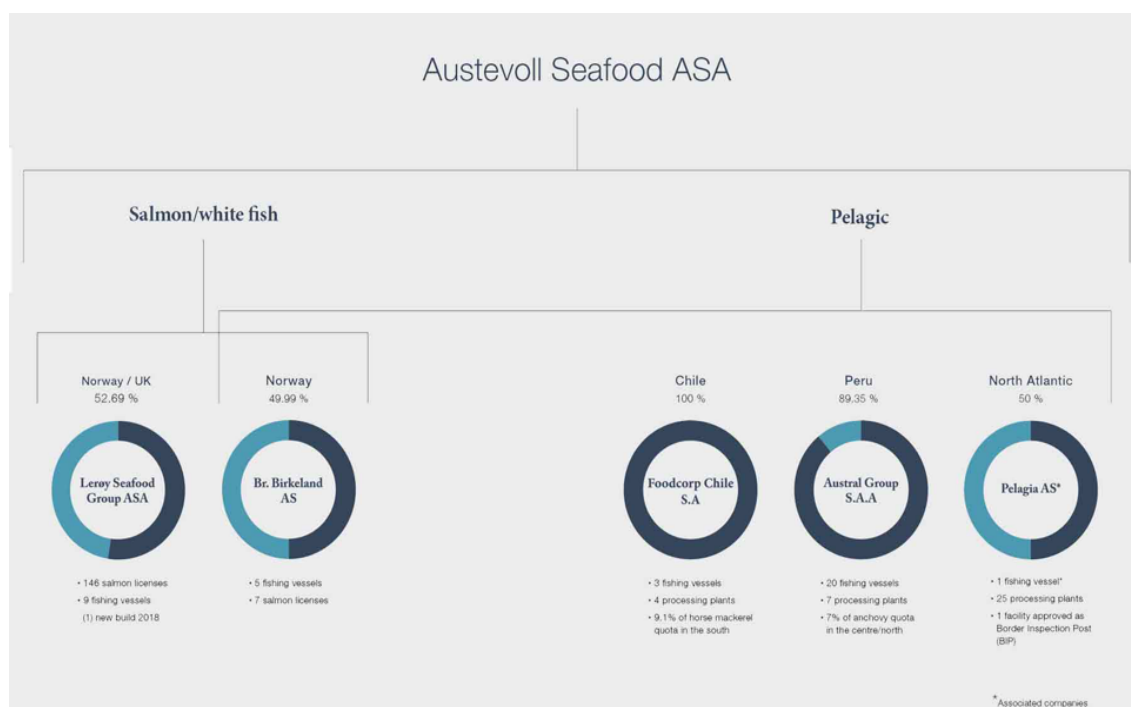 Austevoll Seafood ASA
Salmon/white fish
Pelagic
Norway / UK
52.69 %
Lerøy Seafood
Group ASA
• 146 salmon licenses
• 9 fishing vessels
(1) new build 2018
Norway
49.99 %
Br. Birkeland
AS
• 5 fishing vessels
• 7 salmon licenses
Chile
100 %
Foodcorp Chile
S.A
• 3 fishing vessels
• 4 processing plants
• 9.1% of horse mackerel
quota in the south
Peru
89.35 %
Austral Group
S.A.A
• 20 fishing vessels
• 7 processing plants
• 7% of anchovy quota
in the centre/north
North Atlantic
50 %
Pelagia AS*
• 1 fishing vessel*
• 25 processing plants
• 1 facility approved as
Border Inspection Post
(BIP)
*Associated companies